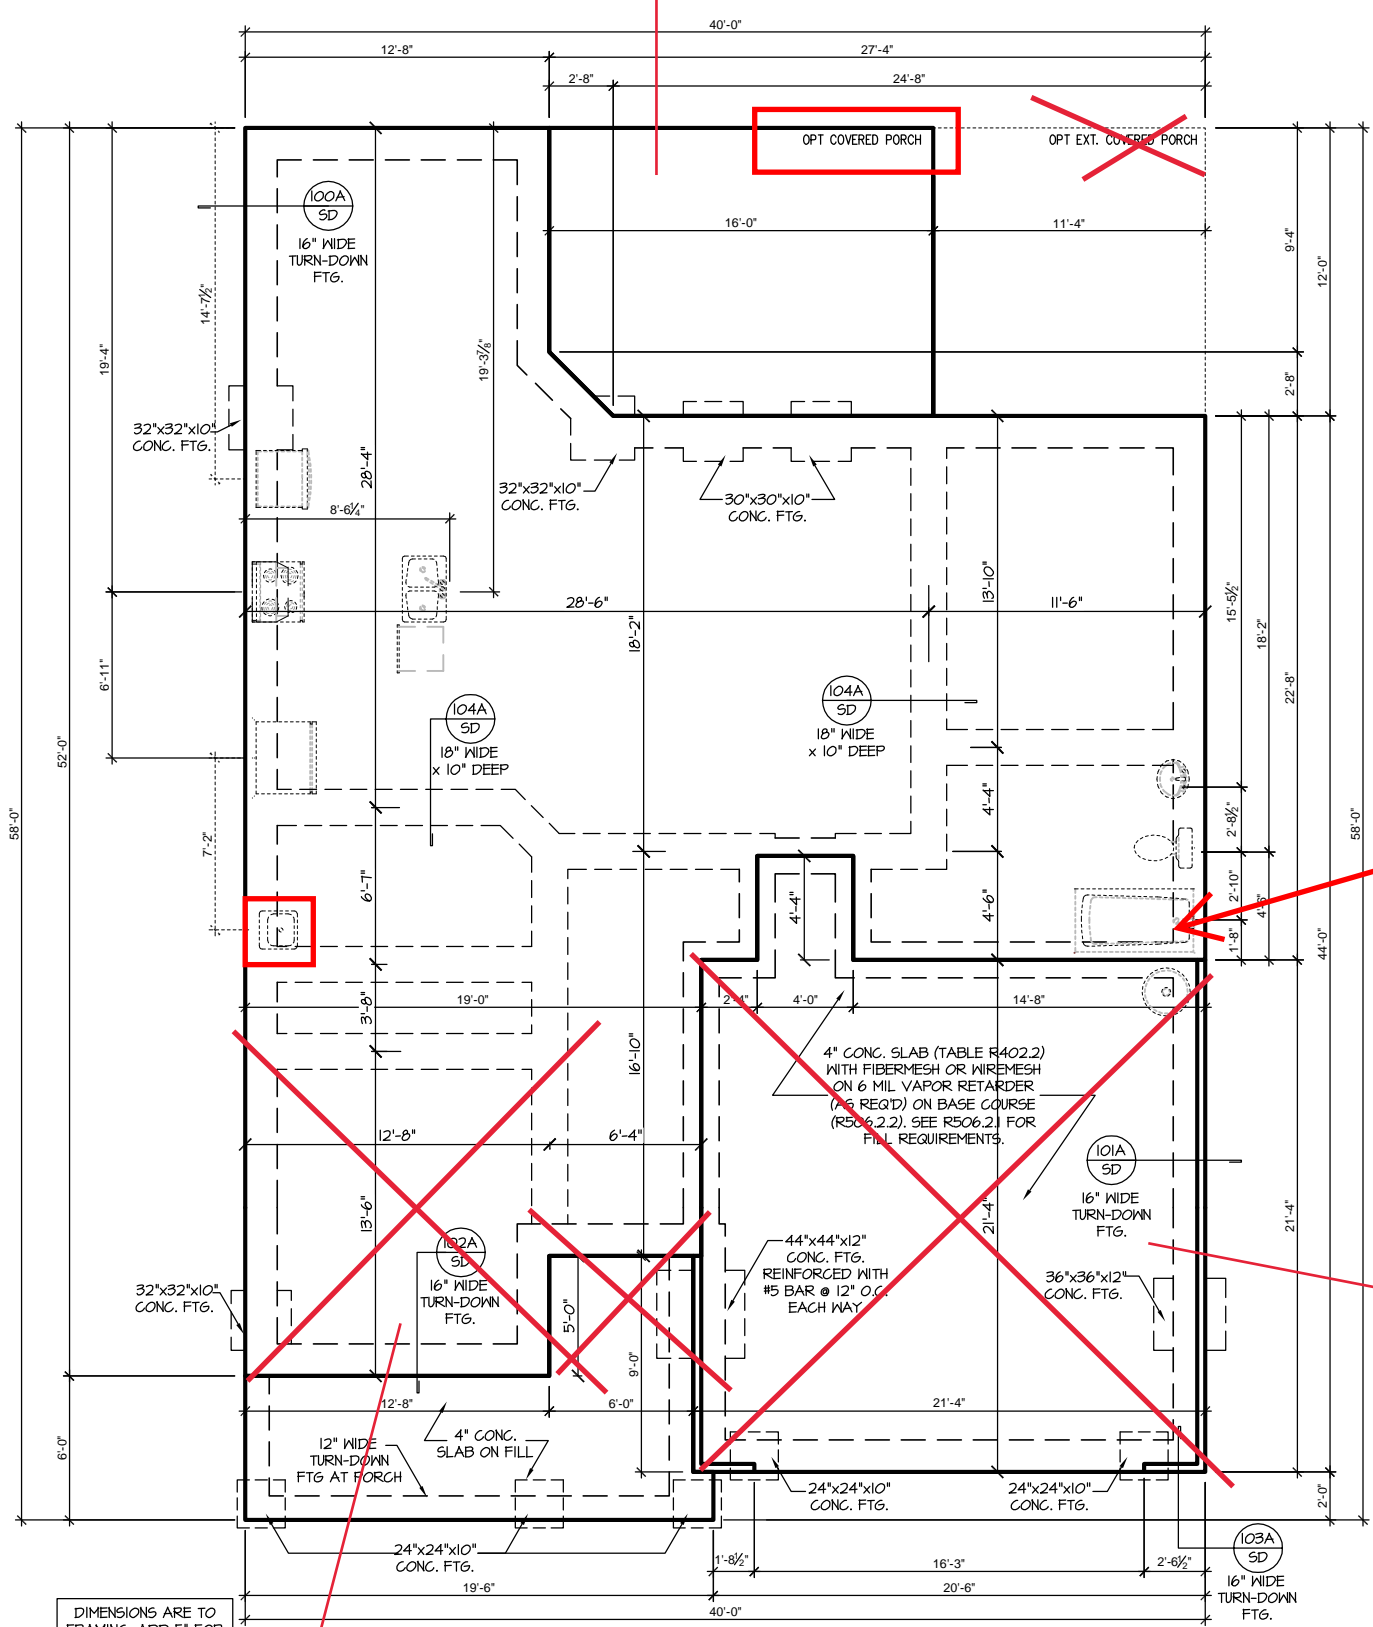 40'-0"
12'-8"
27'-4"
2'-8"
24'-8"
OPT COVERED PORCH
OPT EXT. COVERED PORCH
100A
SD
16" WIDE
TURN-DOWN
FTG.
16'-0"
11'-4"
9'-4"
12'-0"
14'-7½"
19'-4"
19'-3⅞"
2'-8"
32"x32"x10"
CONC. FTG.
28'-4"
32"x32"x10"
CONC. FTG.
30"x30"x10"
CONC. FTG.
8'-6¼"
28'-6"
11'-6"
13'-10"
18'-2"
15'-5½"
18'-2"
22'-8"
6'-11"
104A
SD
18" WIDE
x 10" DEEP
104A
SD
18" WIDE
x 10" DEEP
52'-0"
58'-0"
7'-2"
4'-4"
2'-8½"
58'-0"
6'-7"
4'-4"
4'-6"
2'-10"
4'-6"
1'-8"
44'-0"
3'-8"
19'-0"
2'-4"
4'-0"
14'-8"
16'-10"
4" CONC. SLAB (TABLE R402.2)
WITH FIBERMESH OR WIREMESH
ON 6 MIL VAPOR RETARDER
(AS REQ'D) ON BASE COURSE
(R506.2.2). SEE R506.2.1 FOR
FILL REQUIREMENTS.
12'-8"
6'-4"
101A
SD
16" WIDE
TURN-DOWN
FTG.
13'-6"
21'-4"
21'-4"
102A
SD
16" WIDE
TURN-DOWN
FTG.
44"x44"x12"
CONC. FTG.
REINFORCED WITH
#5 BAR @ 12" O.C.
EACH WAY
36"x36"x12"
CONC. FTG.
32"x32"x10"
CONC. FTG.
5'-0"
9'-0"
12'-8"
6'-0"
21'-4"
6'-0"
12" WIDE
TURN-DOWN
FTG AT PORCH
4" CONC.
SLAB ON FILL
24"x24"x10"
CONC. FTG.
24"x24"x10"
CONC. FTG.
2'-0"
24"x24"x10"
CONC. FTG.
103A
SD
16" WIDE
TURN-DOWN
FTG.
1'-8½"
16'-3"
2'-6½"
19'-6"
20'-6"
40'-0"
DIMENSIONS ARE TO